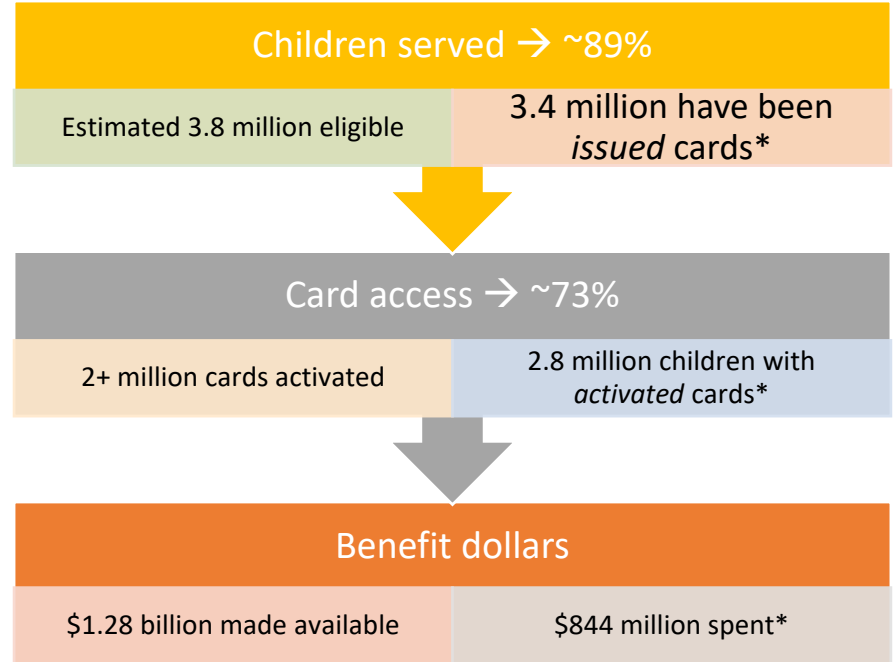 Children served → ~89%
Estimated 3.8 million eligible
3.4 million have been
issued cards*
Card access → ~73%
2+ million cards activated
2.8 million children with
activated cards*
Benefit dollars
$1.28 billion made available
$844 million spent*